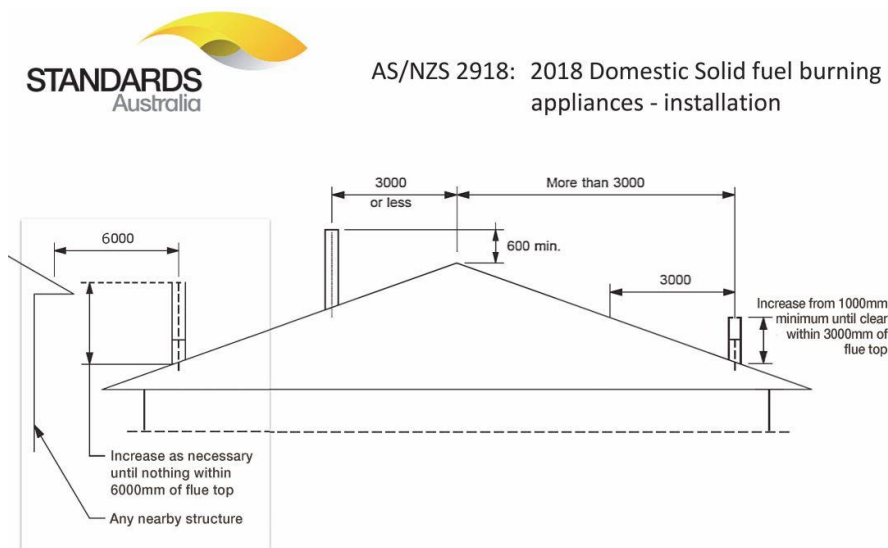 STANDARDS
Australia
AS/NZS 2918: 2018 Domestic Solid fuel burning
appliances - installation
3000
or less
More than 3000
600 min.
6000
3000
Increase from 1000mm
minimum until clear
within 3000mm of
flue top
Increase as necessary
until nothing within
6000mm of flue top
Any nearby structure